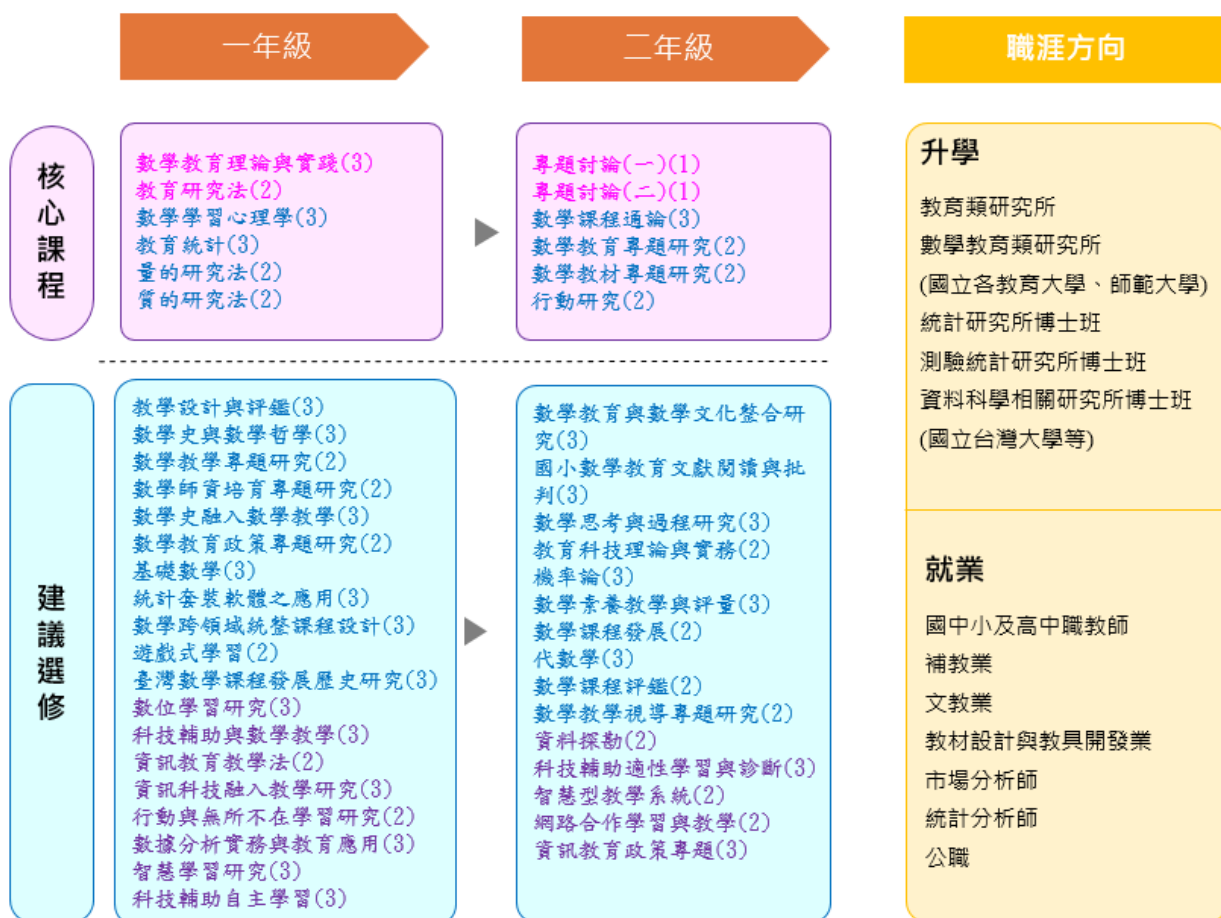 一年級
二年級
職涯方向
核心課程
數學教育理論與實踐(3)
教育研究法(2)
數學學習心理學(3)
教育統計(3)
量的研究法(2)
質的研究法(2)
專題討論(一)(1)
專題討論(二)(1)
數學課程通論(3)
數學教育專題研究(2)
數學教材專題研究(2)
行動研究(2)
建議選修
教學設計與評鑑(3)
數學史與數學哲學(3)
數學教學專題研究(2)
數學師資培育專題研究(2)
數學史融入數學教學(3)
數學教育政策專題研究(2)
基礎數學(3)
統計套裝軟體之應用(3)
數學跨領域統整課程設計(3)
遊戲式學習(2)
臺灣數學課程發展歷史研究(3)
數位學習研究(3)
科技輔助與數學教學(3)
資訊教育教學法(2)
資訊科技融入教學研究(3)
行動與無所不在學習研究(2)
數據分析實務與教育應用(3)
智慧學習研究(3)
科技輔助自主學習(3)
數學教育與數學文化整合研
究(3)
國小數學教育文獻閱讀與批
判(3)
數學思考與過程研究(3)
教育科技理論與實務(2)
機率論(3)
數學素養教學與評量(3)
數學課程發展(2)
代數學(3)
數學課程評鑑(2)
數學教學視導專題研究(2)
資料探勘(2)
科技輔助適性學習與診斷(3)
智慧型教學系統(2)
網路合作學習與教學(2)
資訊教育政策專題(3)
升學
教育類研究所
數學教育類研究所
(國立各教育大學、師範大學)
統計研究所博士班
測驗統計研究所博士班
資料科學相關研究所博士班
(國立台灣大學等)
就業
國中小及高中職教師
補教業
文教業
教材設計與教具開發業
市場分析師
統計分析師
公職